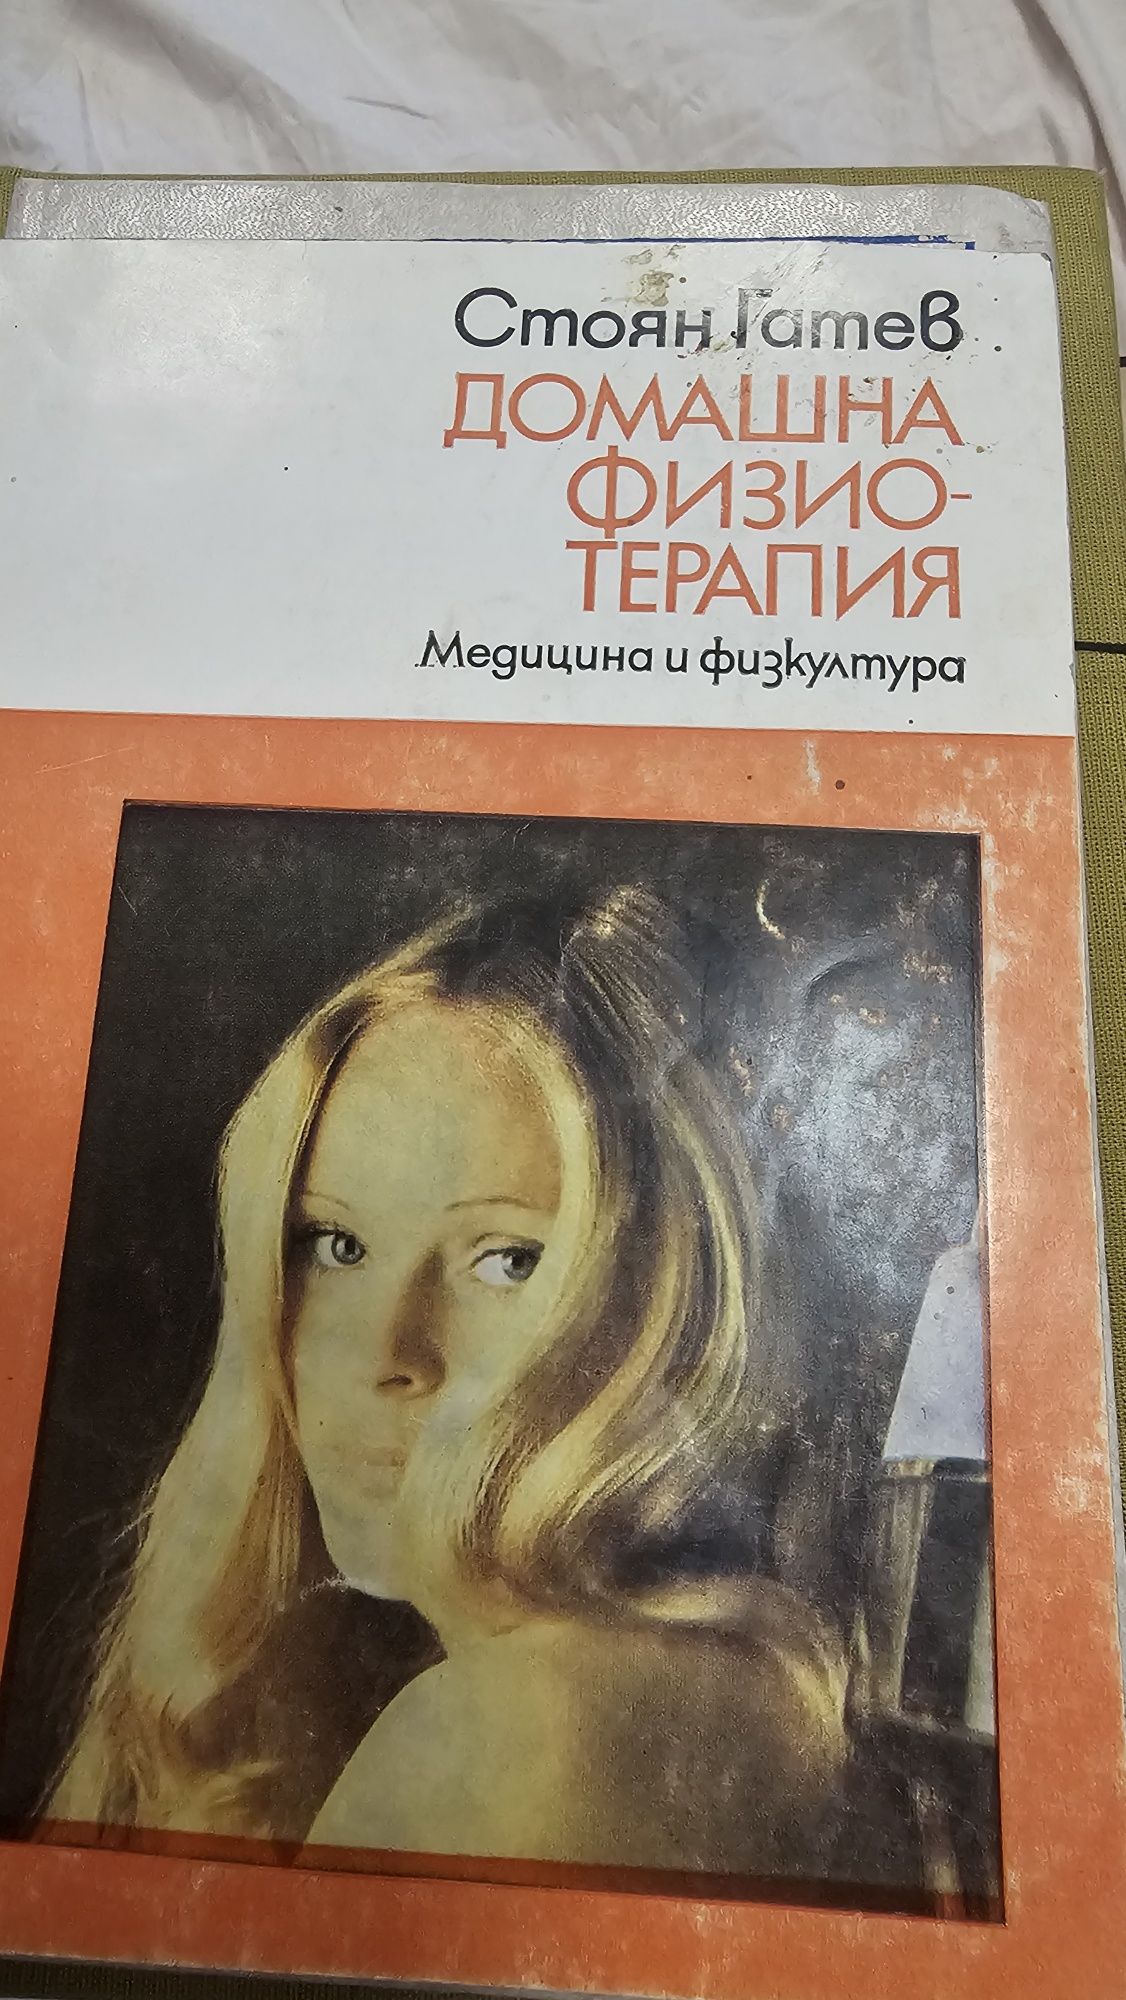 Стоян Гатев
ДОМАШНА
ФИЗИО-
ТЕРАПИЯ
Медицина и физкултура